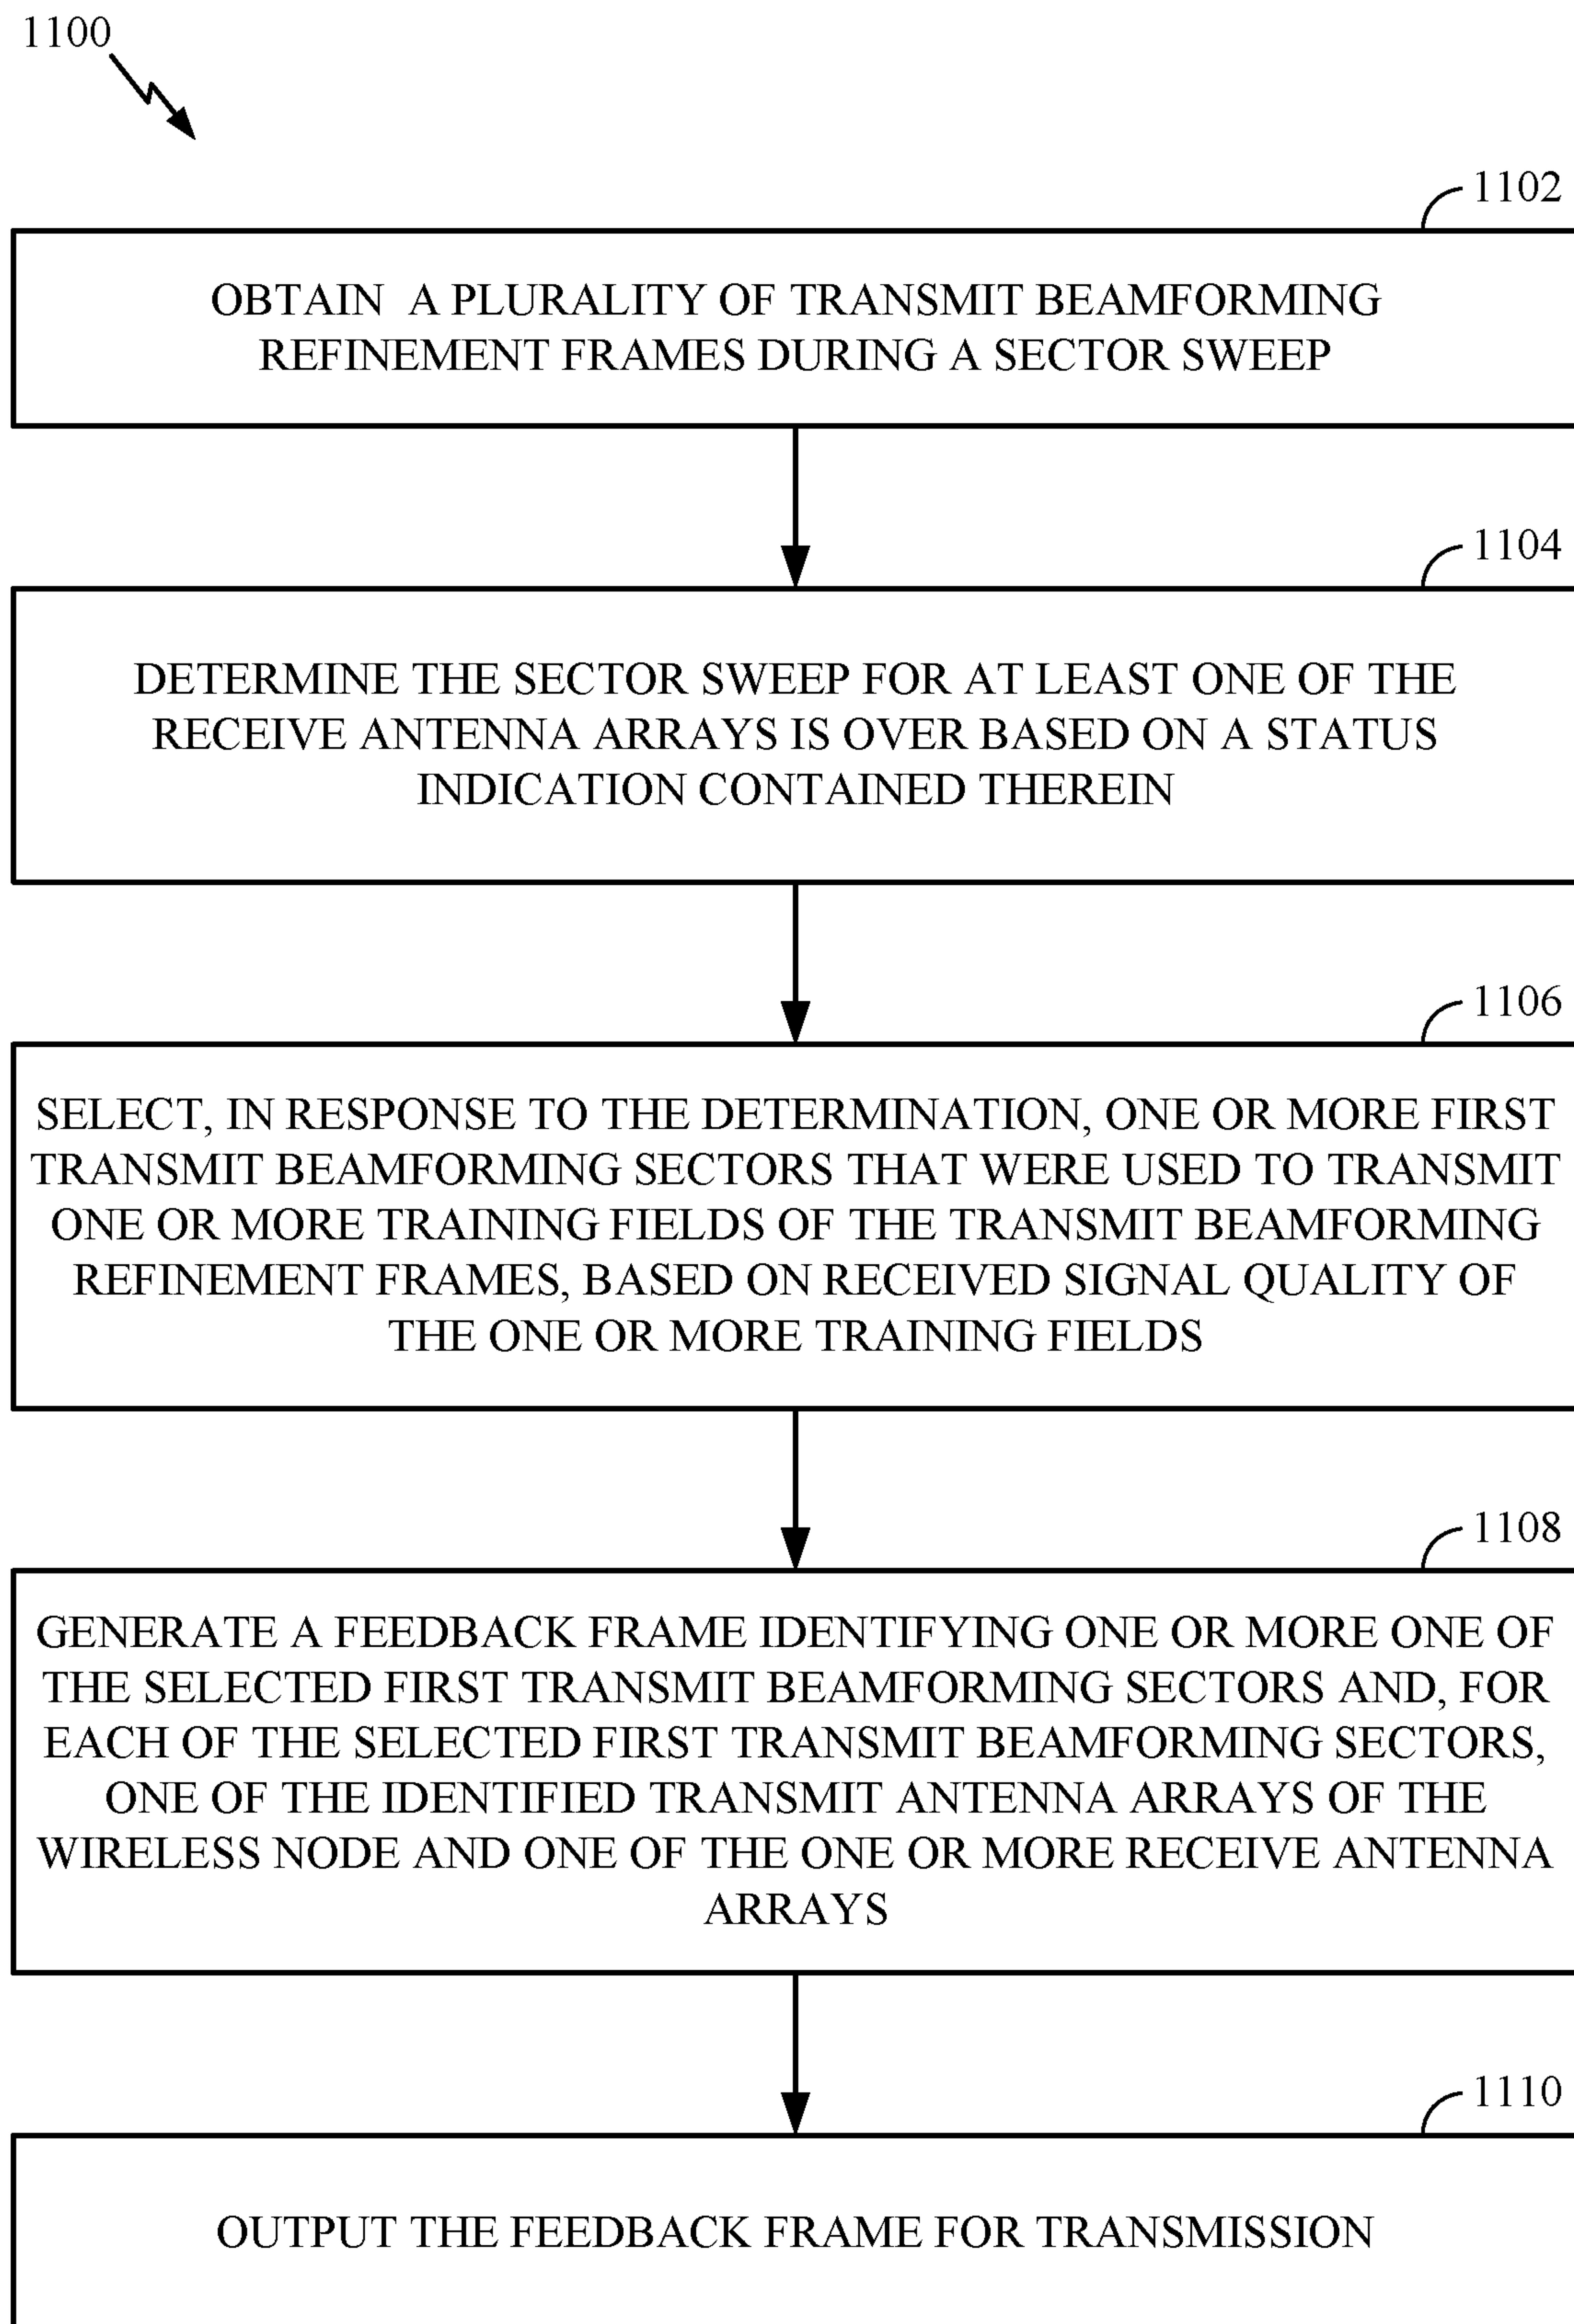 1100
1102
OBTAIN A PLURALITY OF TRANSMIT BEAMFORMING
REFINEMENT FRAMES DURING A SECTOR SWEEP
1104
DETERMINE THE SECTOR SWEEP FOR AT LEAST ONE OF THE
RECEIVE ANTENNA ARRAYS IS OVER BASED ON A STATUS
INDICATION CONTAINED THEREIN
1106
SELECT, IN RESPONSE TO THE DETERMINATION, ONE OR MORE FIRST
TRANSMIT BEAMFORMING SECTORS THAT WERE USED TO TRANSMIT
ONE OR MORE TRAINING FIELDS OF THE TRANSMIT BEAMFORMING
REFINEMENT FRAMES, BASED ON RECEIVED SIGNAL QUALITY OF
THE ONE OR MORE TRAINING FIELDS
1108
GENERATE A FEEDBACK FRAME IDENTIFYING ONE OR MORE ONE OF
THE SELECTED FIRST TRANSMIT BEAMFORMING SECTORS AND, FOR
EACH OF THE SELECTED FIRST TRANSMIT BEAMFORMING SECTORS,
ONE OF THE IDENTIFIED TRANSMIT ANTENNA ARRAYS OF THE
WIRELESS NODE AND ONE OF THE ONE OR MORE RECEIVE ANTENNA
ARRAYS
1110
OUTPUT THE FEEDBACK FRAME FOR TRANSMISSION